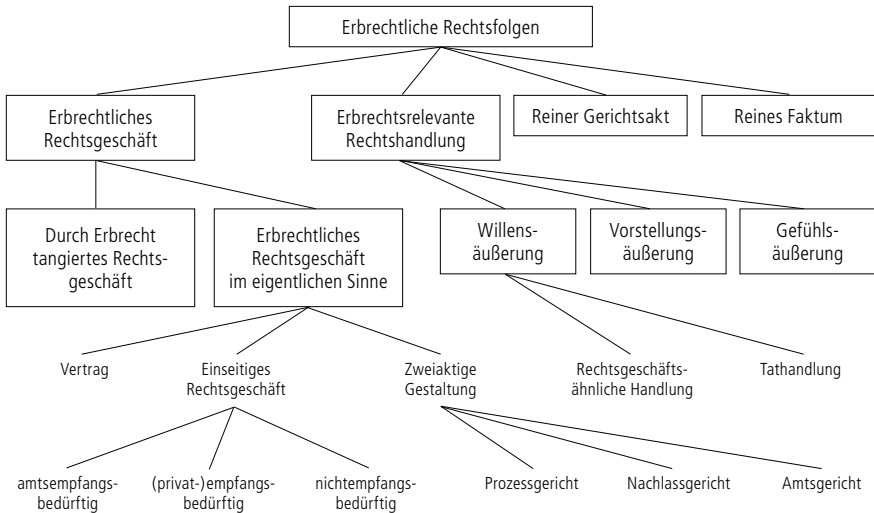 Erbrechtliche Rechtsfolgen
Erbrechtliches
Rechtsgeschäft
Erbrechtsrelevante
Rechtshandlung
Reiner Gerichtsakt
Reines Faktum
Durch Erbrecht
tangiertes Rechts-
geschäft
Erbrechtliches
Rechtsgeschäft
im eigentlichen Sinne
Willens-
äußerung
Vorstellungs-
äußerung
Gefühls-
äußerung
Vertrag
Einseitiges
Rechtsgeschäft
Zweiaktige
Gestaltung
Rechtsgeschäfts-
ähnliche Handlung
Tathandlung
amtsempfangs-
bedürftig
(privat-)empfangs-
bedürftig
nichtempfangs-
bedürftig
Prozessgericht
Nachlassgericht
Amtsgericht